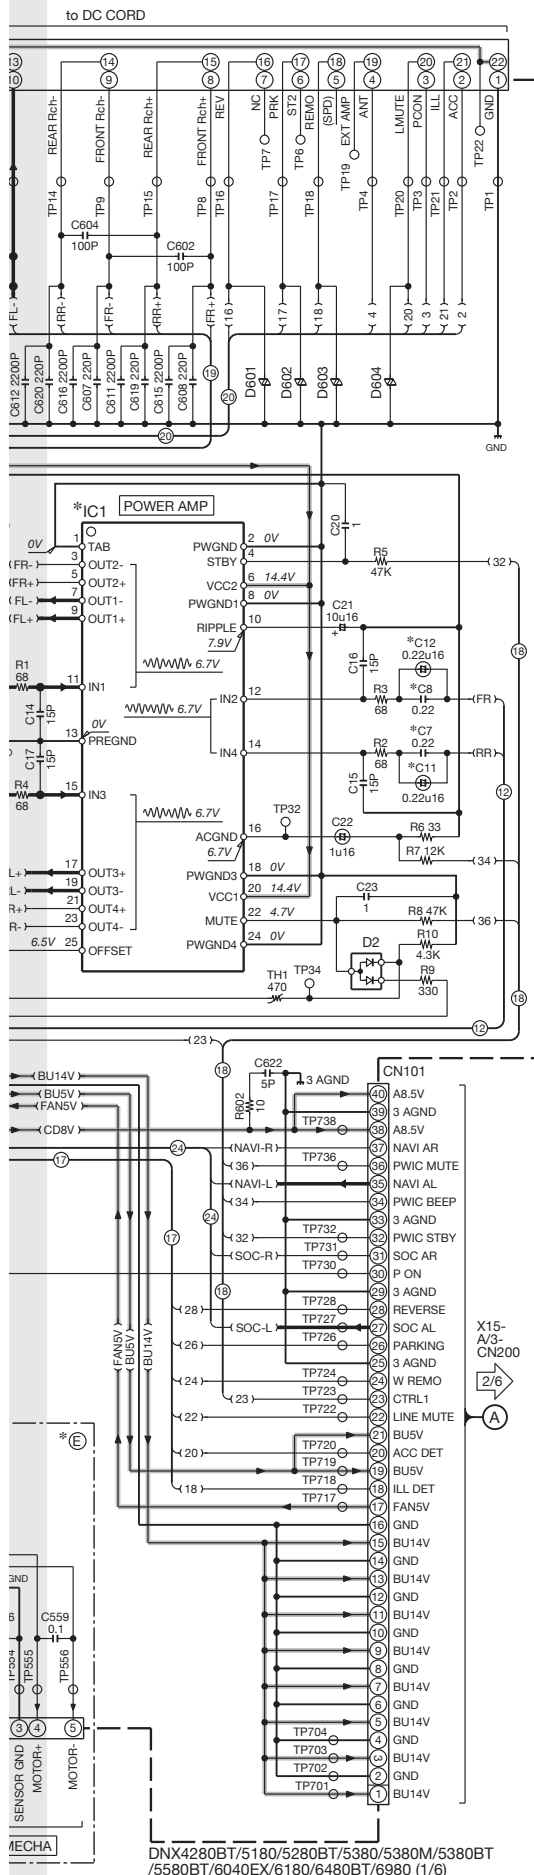 to DC CORD
13 14 15 16 17 18 19 20 21 22
10 9 8 7 6 5 4 3 2 1
REAR Rch- FRONT Rch- REAR Rch+ FRONT Rch+ REV NC PRK ST2 REMO (SPD) EXT AMP ANT LMUTE PCON ILL ACC GND
TP7 TP6 TP19 TP22
TP14 TP9 TP15 TP8 TP16 TP17 TP18 TP4 TP20 TP3 TP21 TP2 TP1
C604
100P
C602
100P
FL- RR- FR- RR+ FR+ 16 17 18 4 20 3 21 2
C612 2200P C620 220P C616 2200P C607 220P C611 2200P C619 220P C615 2200P C608 220P
19 20 D601 D602 D603 D604
20
GND
*IC1 POWER AMP
C20 1
0V 1 TAB
3 OUT2-
5 OUT2+
7 OUT1-
9 OUT1+
11 IN1
13 PREGND
15 IN3
17 OUT3+
19 OUT3-
21 OUT4+
23 OUT4-
6.5V 25 OFFSET
FR-
FR+
FL-
FL+
R1
68
C14 15P
0V
C17 15P
R4
68
L+
L-
R+
R-
6.7V
6.7V
6.7V
PWGND 2 0V
STBY 4
VCC2 6 14.4V
PWGND1 8 0V
RIPPLE 10
7.9V
IN2 12
IN4 14
ACGND 16
6.7V
PWGND3 18 0V
VCC1 20 14.4V
MUTE 22 4.7V
PWGND4 24 0V
R5
47K
32
C21
10u16
+
18
C16 15P
*C12
0.22u16
R3
68
*C8
0.22
FR
*C7
0.22
R2
68
RR
*C11
0.22u16
C15 15P
12
TP32
C22
1u16
R6 33
R7 12K
34
C23
1
R8 47K
36
R10
4.3K
D2
R9
330
TH1
470
TP34
18
12
23
18
CN101
C622
5P
3 AGND
R602 10
BU14V
BU5V
FAN5V
CD8V
24
17
NAVI-R
36
NAVI-L
34
24
32
17
SOC-R
18
28
SOC-L
26
24
23
22
20
18
FAN5V BU5V BU14V
40 A8.5V
39 3 AGND
TP738 38 A8.5V
37 NAVI AR
TP736 36 PWIC MUTE
35 NAVI AL
34 PWIC BEEP
33 3 AGND
TP732 32 PWIC STBY
TP731 31 SOC AR
TP730 30 P ON
29 3 AGND
TP728 28 REVERSE
TP727 27 SOC AL
TP726 26 PARKING
25 3 AGND
TP724 24 W REMO
TP723 23 CTRL1
TP722 22 LINE MUTE
21 BU5V
TP720 20 ACC DET
TP719 19 BU5V
TP718 18 ILL DET
TP717 17 FAN5V
16 GND
15 BU14V
14 GND
13 BU14V
12 GND
11 BU14V
10 GND
9 BU14V
8 GND
7 BU14V
6 GND
5 BU14V
TP704 4 GND
TP703 3 BU14V
TP702 2 GND
TP701 1 BU14V
X15-
A/3-
CN200
2/6
A
*E
GND
C559
0.1
TP554 TP555 TP556
3 4 5
SENSOR GND MOTOR+ MOTOR-
MECHA
DNX4280BT/5180/5280BT/5380/5380M/5380BT
/5580BT/6040EX/6180/6480BT/6980 (1/6)